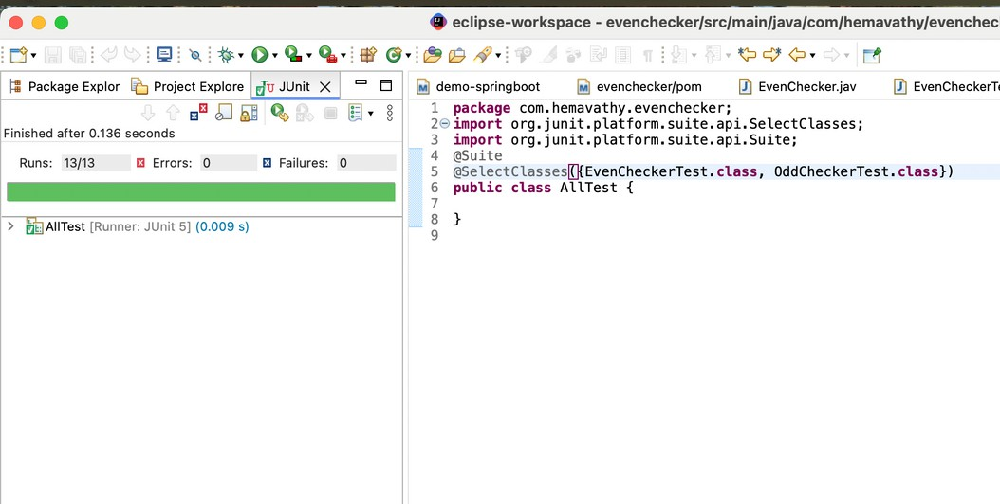 eclipse-workspace - evenchecker/src/main/java/com/hemavathy/evenchec
Package Explor
Project Explore
JUnit
demo-springboot
evenchecker/pom
EvenChecker.jav
EvenCheckerTe
Finished after 0.136 seconds
Runs: 13/13 Errors: 0 Failures: 0
AllTest [Runner: JUnit 5] (0.009 s)
1 package com.hemavathy.evenchecker;
2 import org.junit.platform.suite.api.SelectClasses;
3 import org.junit.platform.suite.api.Suite;
4 @Suite
5 @SelectClasses({EvenCheckerTest.class, OddCheckerTest.class})
6 public class AllTest {
7
8 }
9